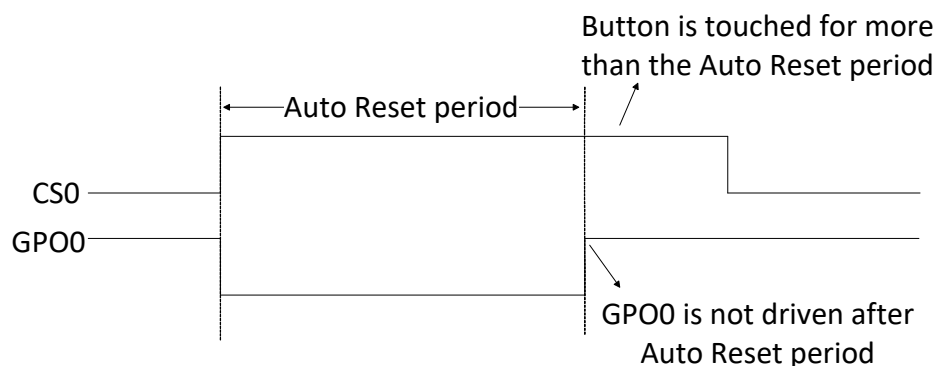 Button is touched for more
than the Auto Reset period
Auto Reset period
CS0
GPO0
GPO0 is not driven after
Auto Reset period